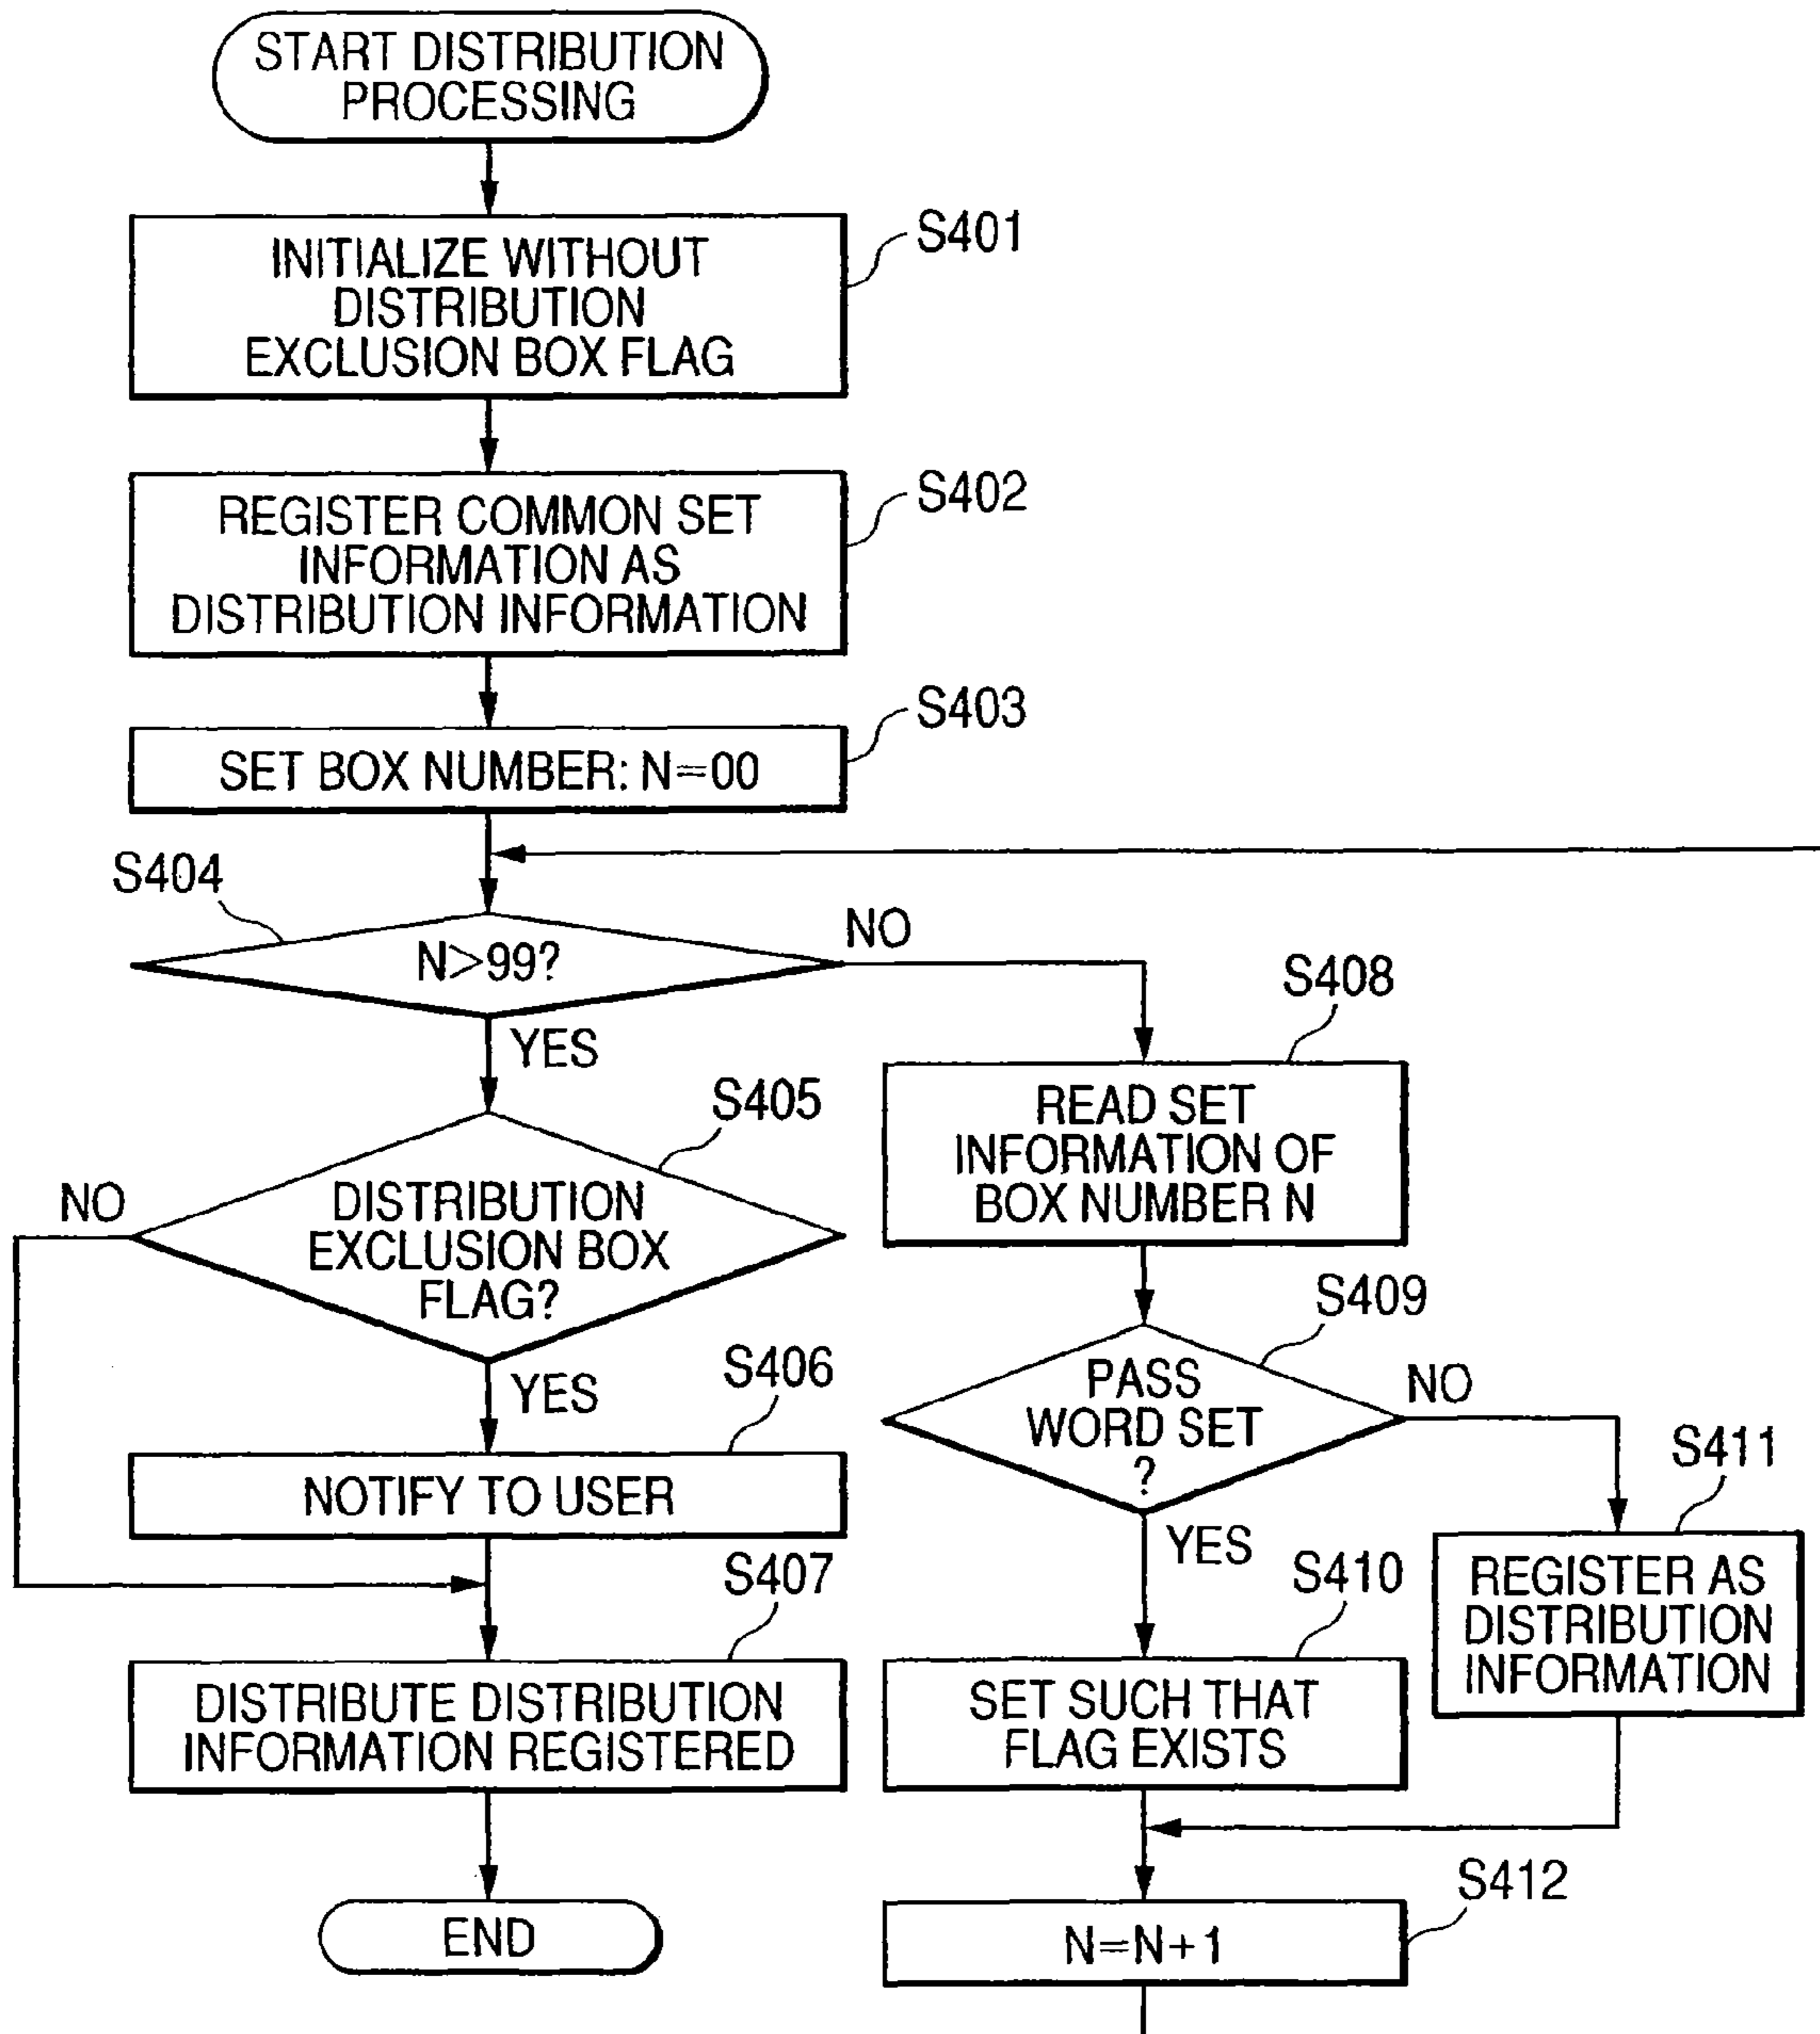 START DISTRIBUTION
PROCESSING
S401
INITIALIZE WITHOUT
DISTRIBUTION
EXCLUSION BOX FLAG
S402
REGISTER COMMON SET
INFORMATION AS
DISTRIBUTION INFORMATION
S403
SET BOX NUMBER: N=00
S404
N>99?
NO
YES
S405
DISTRIBUTION
EXCLUSION BOX
FLAG?
NO
YES
S406
NOTIFY TO USER
S407
DISTRIBUTE DISTRIBUTION
INFORMATION REGISTERED
END
S408
READ SET
INFORMATION OF
BOX NUMBER N
S409
PASS
WORD SET
?
NO
YES
S411
REGISTER AS
DISTRIBUTION
INFORMATION
S410
SET SUCH THAT
FLAG EXISTS
S412
N=N+1